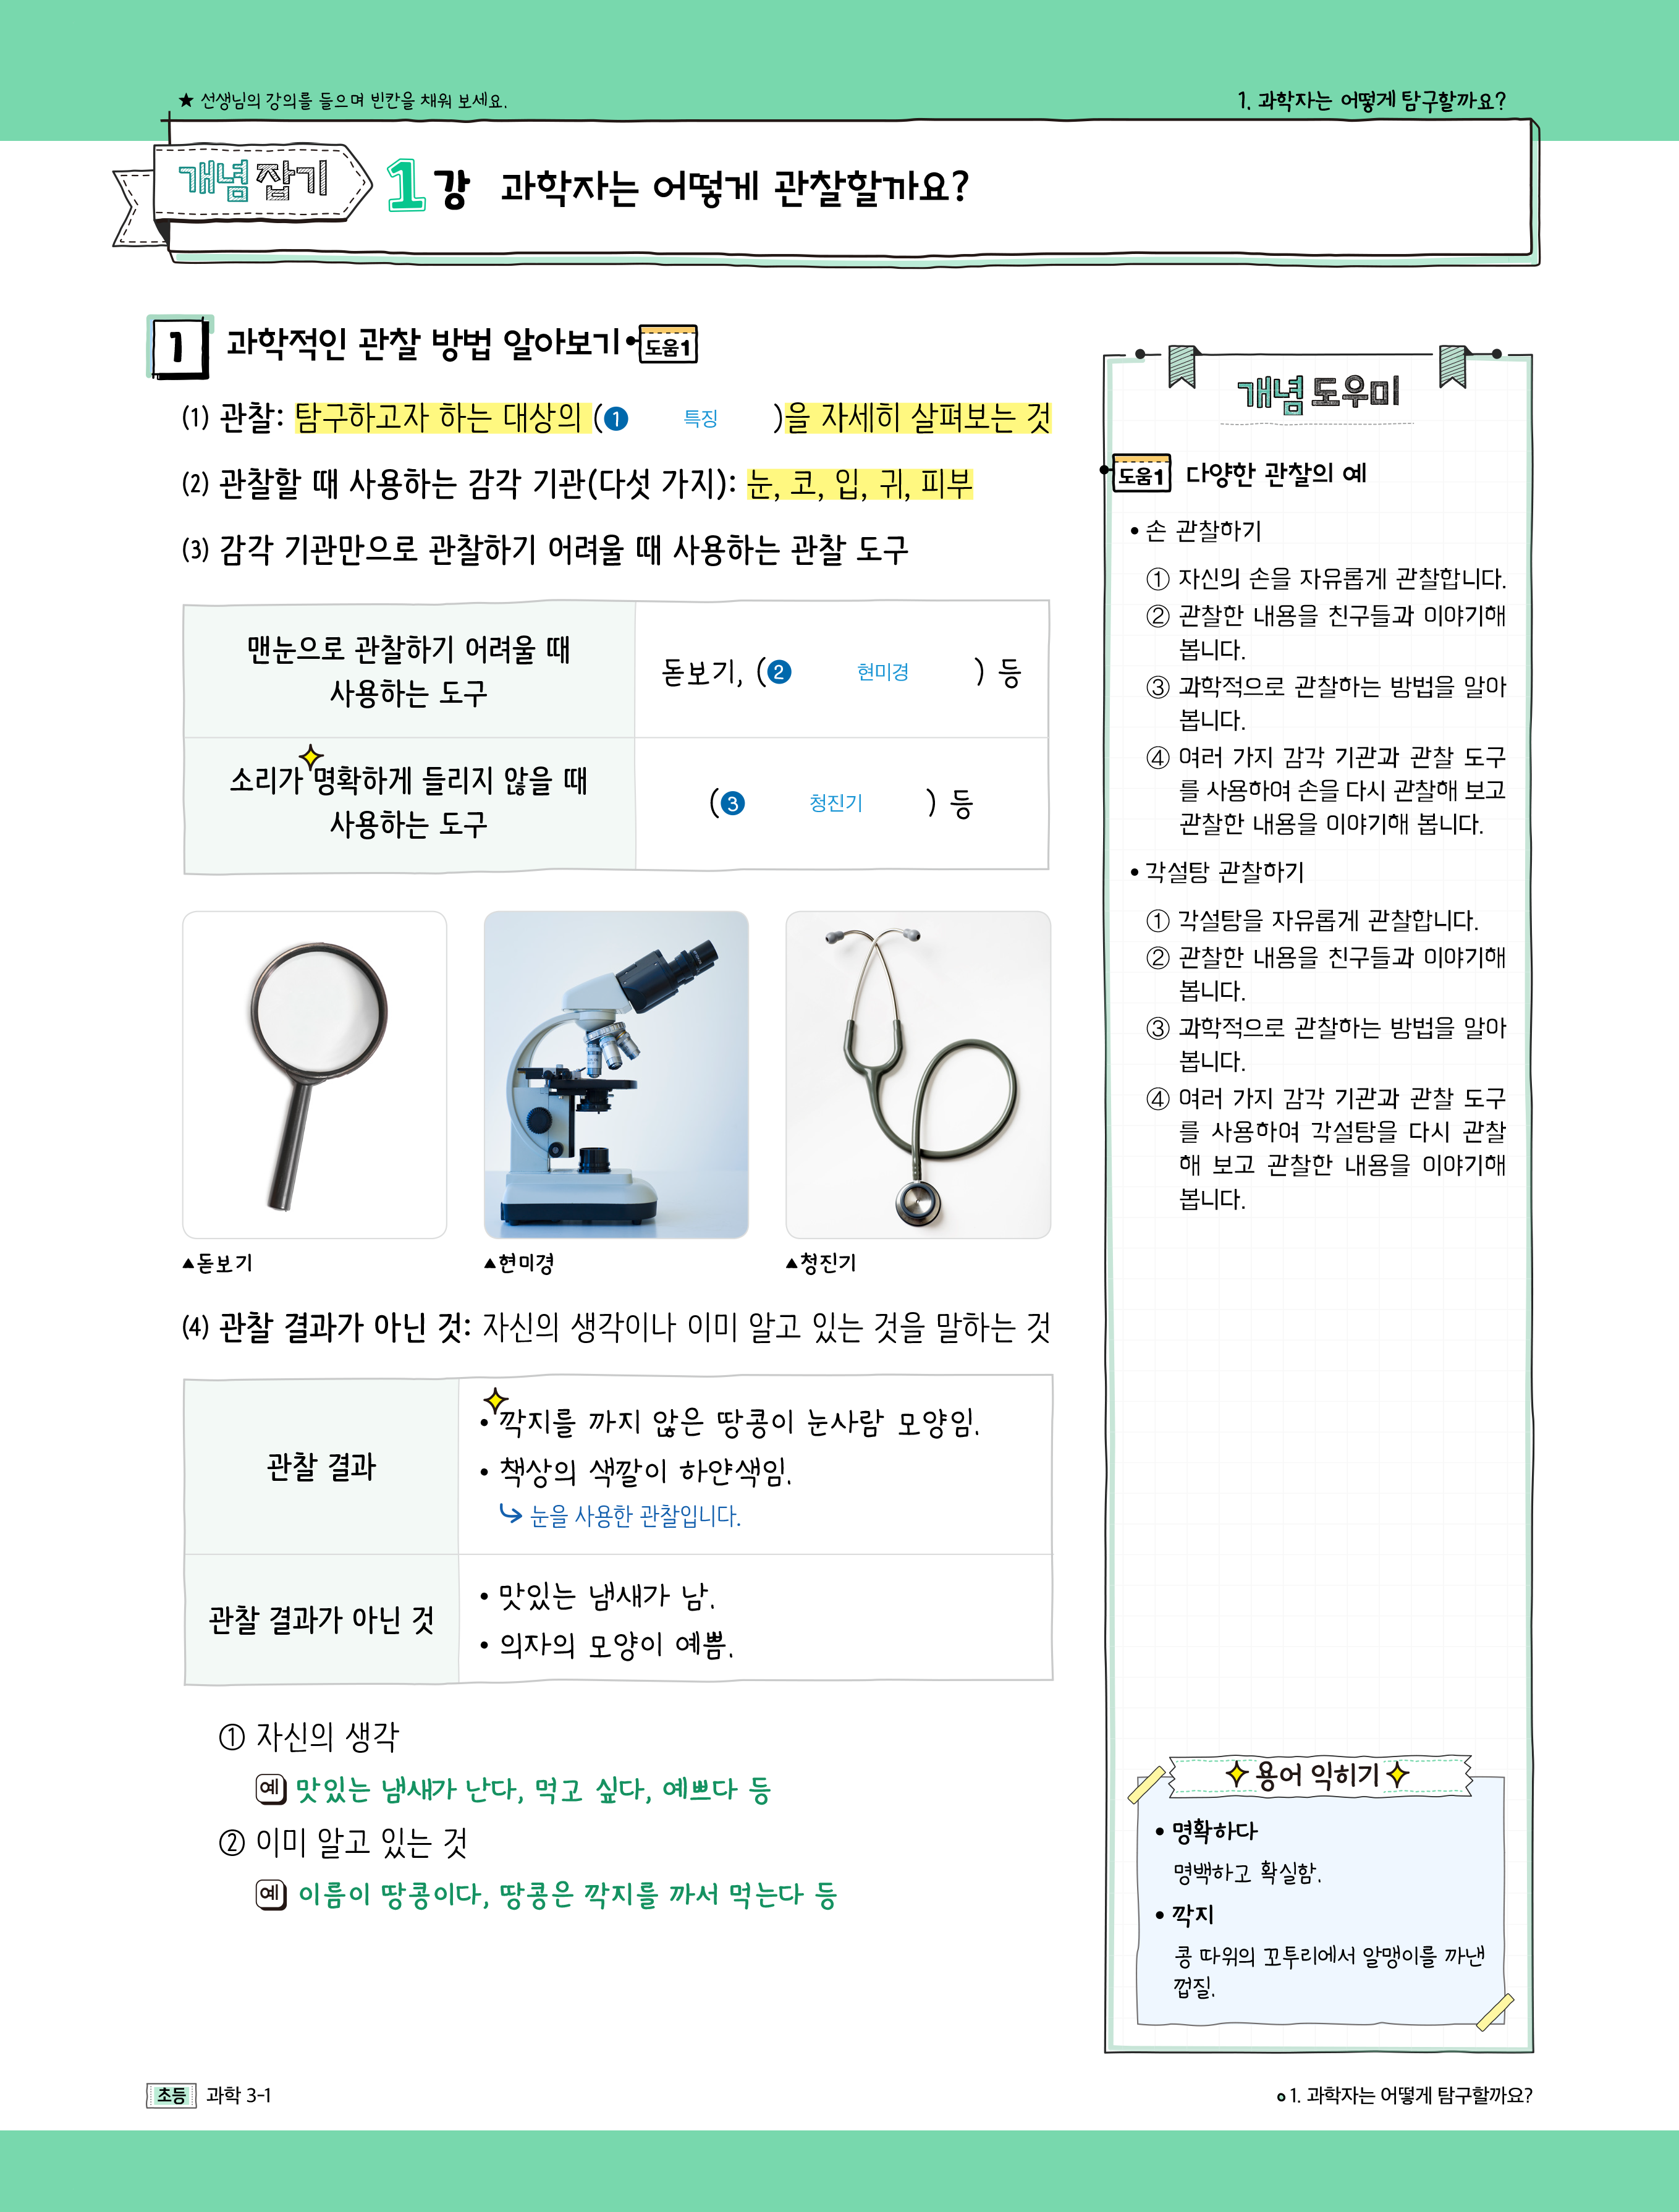 ★ 선생님의 강의를 들으며 빈칸을 채워 보세요.
1. 과학자는 어떻게 탐구할까요?
개념 잡기
1강 과학자는 어떻게 관찰할까요?
1 과학적인 관찰 방법 알아보기 도움1
(1) 관찰: 탐구하고자 하는 대상의 (❶ 특징 )을 자세히 살펴보는 것
(2) 관찰할 때 사용하는 감각 기관(다섯 가지): 눈, 코, 입, 귀, 피부
(3) 감각 기관만으로 관찰하기 어려울 때 사용하는 관찰 도구
맨눈으로 관찰하기 어려울 때
사용하는 도구
돋보기, (❷ 현미경 ) 등
소리가 명확하게 들리지 않을 때
사용하는 도구
(❸ 청진기 ) 등
▲돋보기
▲현미경
▲청진기
(4) 관찰 결과가 아닌 것: 자신의 생각이나 이미 알고 있는 것을 말하는 것
관찰 결과
• 깍지를 까지 않은 땅콩이 눈사람 모양임.
• 책상의 색깔이 하얀색임.
눈을 사용한 관찰입니다.
관찰 결과가 아닌 것
• 맛있는 냄새가 남.
• 의자의 모양이 예쁨.
① 자신의 생각
예 맛있는 냄새가 난다, 먹고 싶다, 예쁘다 등
② 이미 알고 있는 것
예 이름이 땅콩이다, 땅콩은 깍지를 까서 먹는다 등
개념 도우미
도움1 다양한 관찰의 예
• 손 관찰하기
① 자신의 손을 자유롭게 관찰합니다.
② 관찰한 내용을 친구들과 이야기해
봅니다.
③ 과학적으로 관찰하는 방법을 알아
봅니다.
④ 여러 가지 감각 기관과 관찰 도구
를 사용하여 손을 다시 관찰해 보고
관찰한 내용을 이야기해 봅니다.
• 각설탕 관찰하기
① 각설탕을 자유롭게 관찰합니다.
② 관찰한 내용을 친구들과 이야기해
봅니다.
③ 과학적으로 관찰하는 방법을 알아
봅니다.
④ 여러 가지 감각 기관과 관찰 도구
를 사용하여 각설탕을 다시 관찰
해 보고 관찰한 내용을 이야기해
봅니다.
용어 익히기
• 명확하다
명백하고 확실함.
• 깍지
콩 따위의 꼬투리에서 알맹이를 까낸
껍질.
초등 과학 3-1
1. 과학자는 어떻게 탐구할까요?